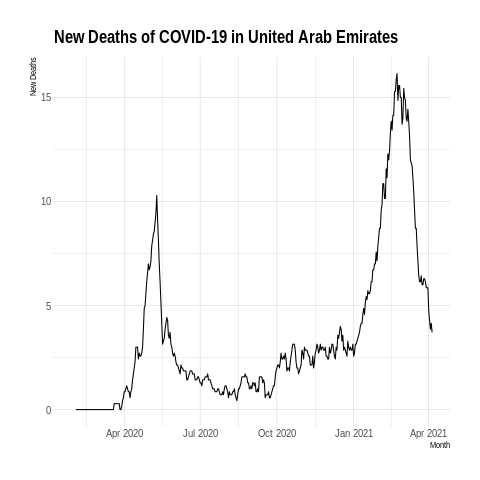 New Deaths of COVID-19 in United Arab Emirates
New Deaths
15
10
5
0
Apr 2020 Jul 2020 Oct 2020 Jan 2021 Apr 2021
Month